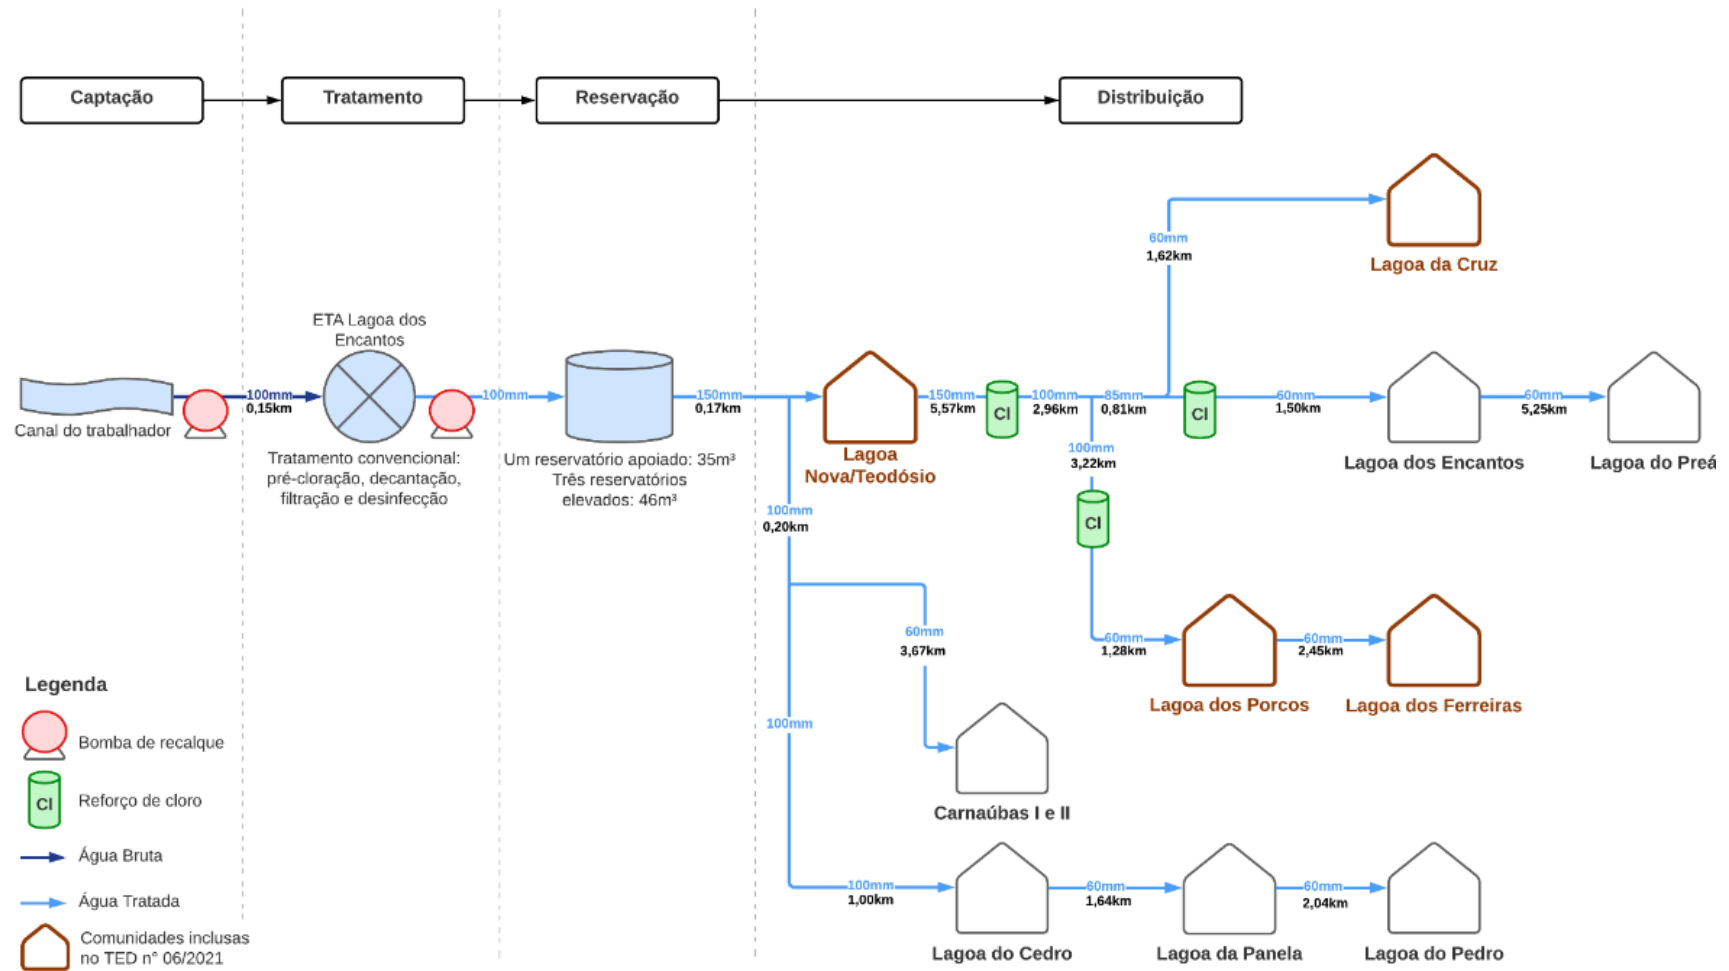 Captação
Tratamento
Reservação
Distribuição
60mm
1,62km
Lagoa da Cruz
ETA Lagoa dos
Encantos
Canal do trabalhador
100mm
0,15km
Tratamento convencional:
pré-cloração, decantação,
filtração e desinfecção
100mm
Um reservatório apoiado: 35m³
Três reservatórios
elevados: 46m³
150mm
0,17km
Lagoa
Nova/Teodósio
150mm
5,57km
Cl
100mm
2,96km
85mm
0,81km
Cl
60mm
1,50km
Lagoa dos Encantos
60mm
5,25km
Lagoa do Preá
100mm
3,22km
Cl
60mm
1,28km
Lagoa dos Porcos
60mm
2,45km
Lagoa dos Ferreiras
100mm
0,20km
60mm
3,67km
Carnaúbas I e II
100mm
100mm
1,00km
Lagoa do Cedro
60mm
1,64km
Lagoa da Panela
60mm
2,04km
Lagoa do Pedro
Legenda
Bomba de recalque
Cl
Reforço de cloro
Água Bruta
Água Tratada
Comunidades inclusas
no TED n° 06/2021